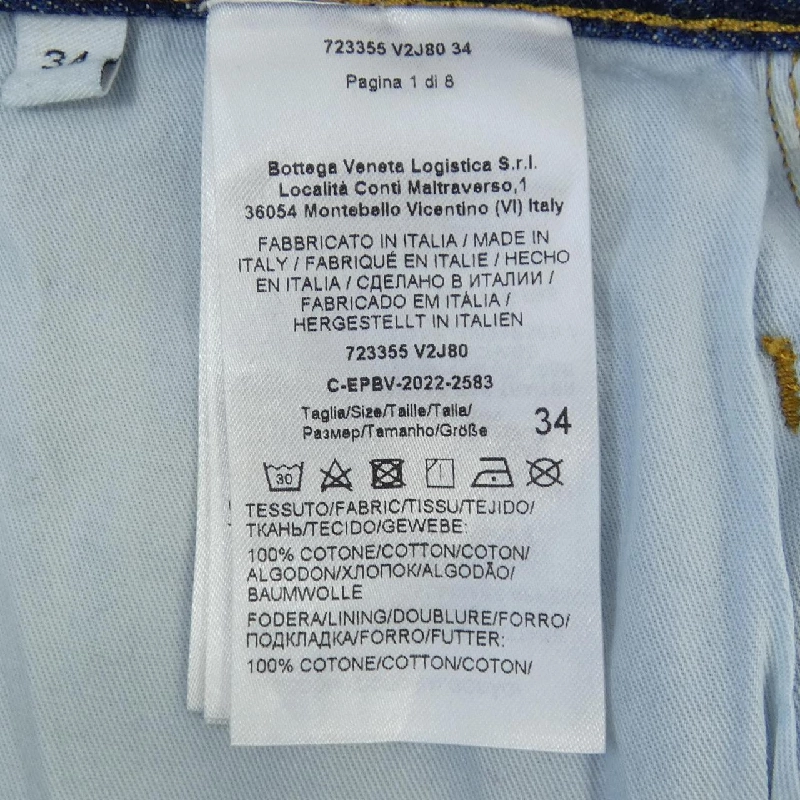 34
723355 V2J80 34
Pagina 1 di 8
Bottega Veneta Logistica S.r.l.
Località Conti Maltraverso,1
36054 Montebello Vicentino (VI) Italy
FABBRICATO IN ITALIA / MADE IN
ITALY / FABRIQUÉ EN ITALIE / HECHO
EN ITALIA / СДЕЛАНО В ИТАЛИИ /
FABRICADO EM ITÁLIA /
HERGESTELLT IN ITALIEN
723355 V2J80
C-EPBV-2022-2583
Taglia/Size/Taille/Talla/
Размер/Tamanho/Größe 34
30
TESSUTO/FABRIC/TISSU/TEJIDO/
ТКАНЬ/TECIDO/GEWEBE:
100% COTONE/COTTON/COTON/
ALGODON/ХЛОПОК/ALGODÃO/
BAUMWOLLE
FODERA/LINING/DOUBLURE/FORRO/
ПОДКЛАДКА/FORRO/FUTTER:
100% COTONE/COTTON/COTON/